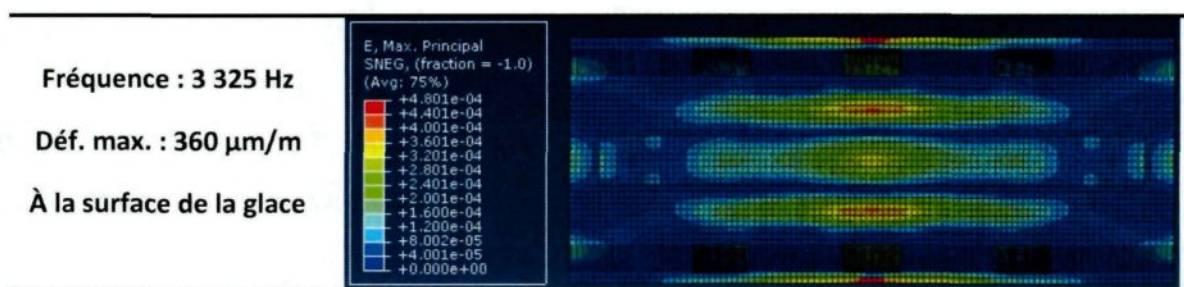 Fréquence : 3 325 Hz
Déf. max. : 360 µm/m
À la surface de la glace
E, Max. Principal
SNEG, (fraction = -1.0)
(Avg: 75%)
+4.801e-04
+4.401e-04
+4.001e-04
+3.601e-04
+3.201e-04
+2.801e-04
+2.401e-04
+2.001e-04
+1.600e-04
+1.200e-04
+8.002e-05
+4.001e-05
+0.000e+00